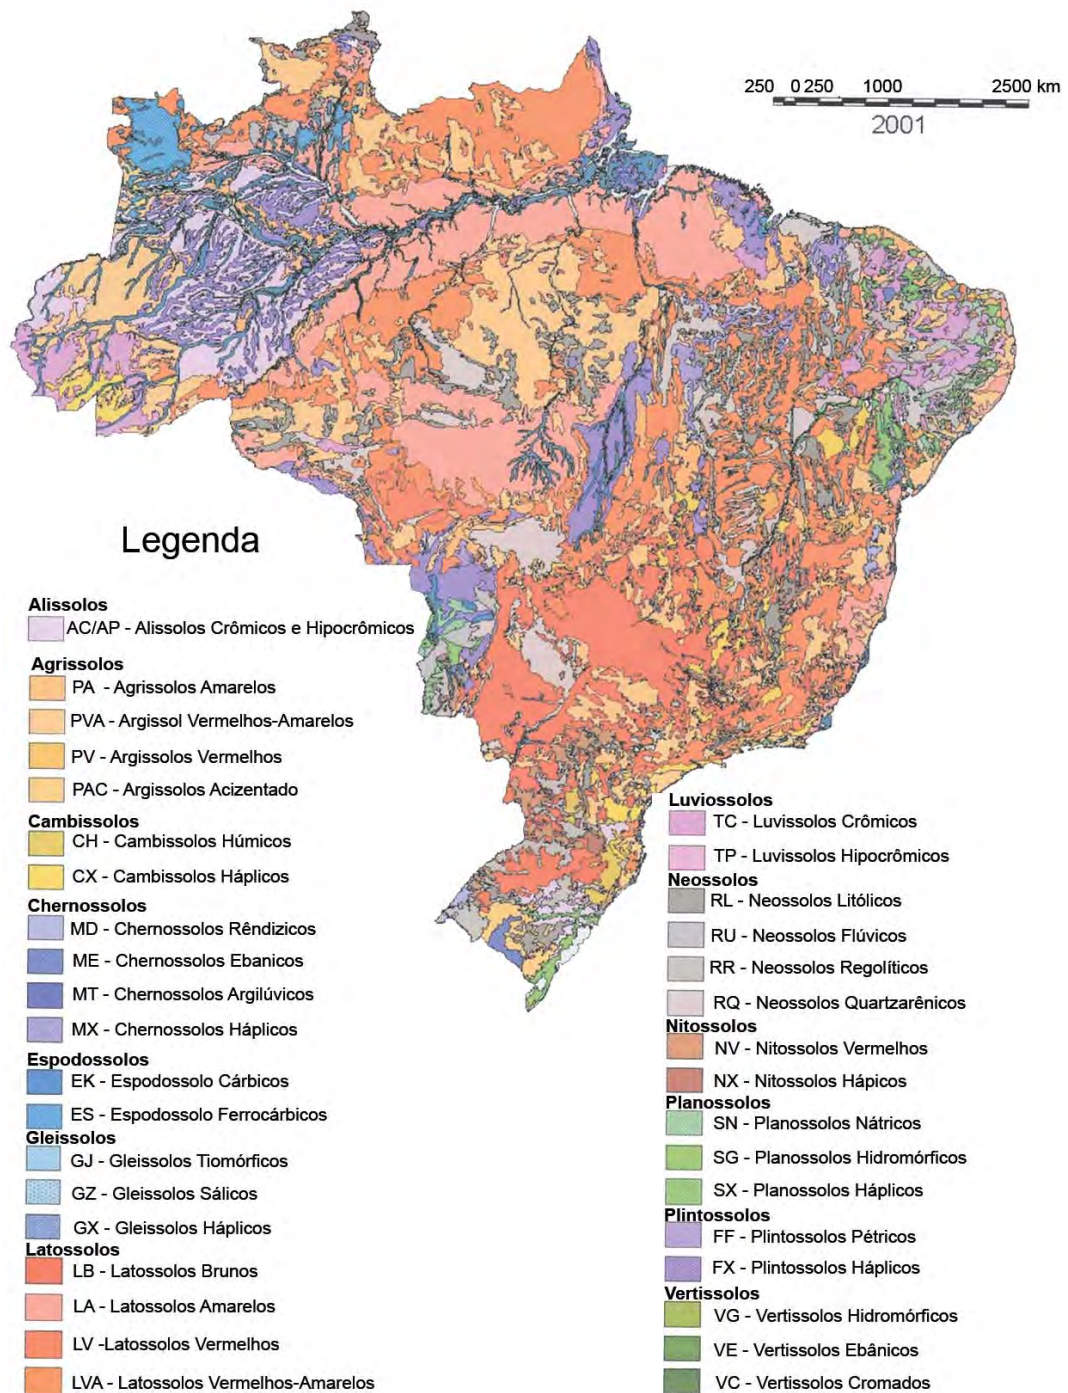 250 0 250 1000 2500 km
2001
Legenda
Alissolos
AC/AP - Alissolos Crômicos e Hipocrômicos
Agrissolos
PA - Agrissolos Amarelos
PVA - Argissol Vermelhos-Amarelos
PV - Argissolos Vermelhos
PAC - Argissolos Acizentado
Cambissolos
CH - Cambissolos Húmicos
CX - Cambissolos Háplicos
Chernossolos
MD - Chernossolos Rêndizicos
ME - Chernossolos Ebanicos
MT - Chernossolos Argilúvicos
MX - Chernossolos Háplicos
Espodossolos
EK - Espodossolo Cárbicos
ES - Espodossolo Ferrocárbicos
Gleissolos
GJ - Gleissolos Tiomórficos
GZ - Gleissolos Sálicos
GX - Gleissolos Háplicos
Latossolos
LB - Latossolos Brunos
LA - Latossolos Amarelos
LV -Latossolos Vermelhos
LVA - Latossolos Vermelhos-Amarelos
Luviossolos
TC - Luvissolos Crômicos
TP - Luvissolos Hipocrômicos
Neossolos
RL - Neossolos Litólicos
RU - Neossolos Flúvicos
RR - Neossolos Regolíticos
RQ - Neossolos Quartzarênicos
Nitossolos
NV - Nitossolos Vermelhos
NX - Nitossolos Hápicos
Planossolos
SN - Planossolos Nátricos
SG - Planossolos Hidromórficos
SX - Planossolos Háplicos
Plintossolos
FF - Plintossolos Pétricos
FX - Plintossolos Háplicos
Vertissolos
VG - Vertissolos Hidromórficos
VE - Vertissolos Ebânicos
VC - Vertissolos Cromados